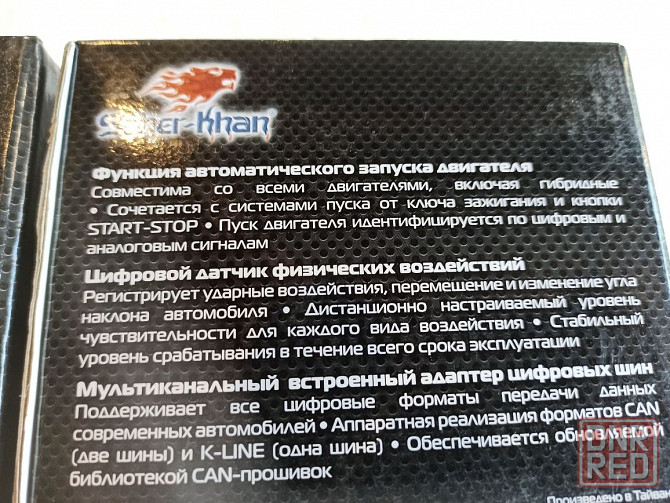 Sher-Khan
Функция автоматического запуска двигателя
Совместима со всеми двигателями, включая гибридные
• Сочетается с системами пуска от ключа зажигания и кнопки
START-STOP • Пуск двигателя идентифицируется по цифровым и
аналоговым сигналам
Цифровой датчик физических воздействий
Регистрирует ударные воздействия, перемещение и изменение угла
наклона автомобиля • Дистанционно настраиваемый уровень
чувствительности для каждого вида воздействия • Стабильный
уровень срабатывания в течение всего срока эксплуатации
Мультиканальный встроенный адаптер цифровых шин
Поддерживает все цифровые форматы передачи данных
современных автомобилей • Аппаратная реализация форматов CAN
(две шины) и K-LINE (одна шина) • Обеспечивается обновляемой
библиотекой CAN-прошивок
Произведено в Тайван
UNK
RED